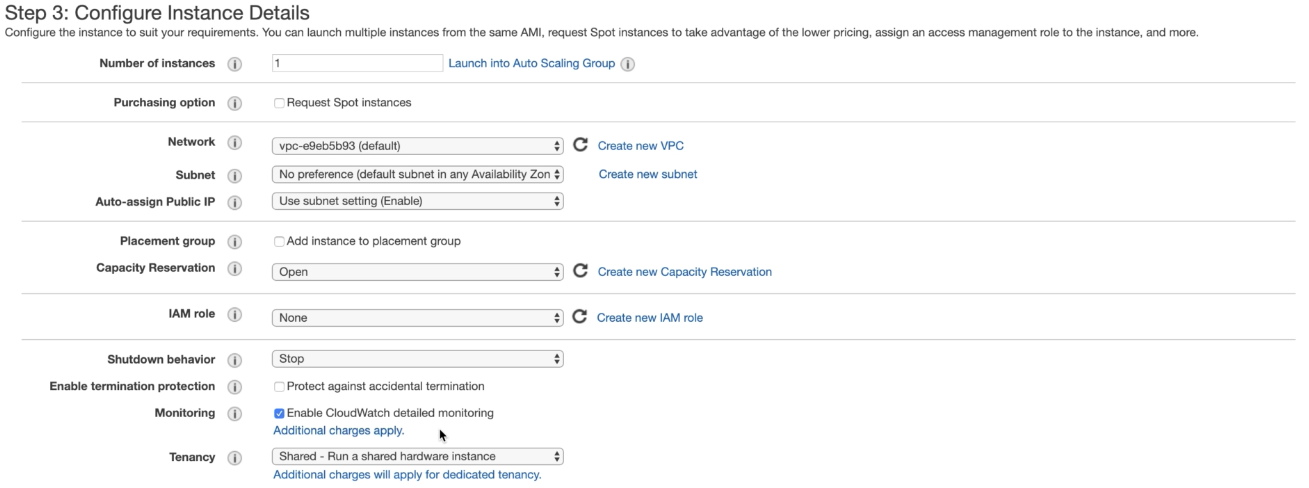 Step 3: Configure Instance Details
Configure the instance to suit your requirements. You can launch multiple instances from the same AMI, request Spot instances to take advantage of the lower pricing, assign an access management role to the instance, and more.
Number of instances i 1 Launch into Auto Scaling Group i
Purchasing option i Request Spot instances
Network i vpc-e9eb5b93 (default) Create new VPC
Subnet i No preference (default subnet in any Availability Zon Create new subnet
Auto-assign Public IP i Use subnet setting (Enable)
Placement group i Add instance to placement group
Capacity Reservation i Open Create new Capacity Reservation
IAM role i None Create new IAM role
Shutdown behavior i Stop
Enable termination protection i Protect against accidental termination
Monitoring i Enable CloudWatch detailed monitoring
Additional charges apply.
Tenancy i Shared - Run a shared hardware instance
Additional charges will apply for dedicated tenancy.